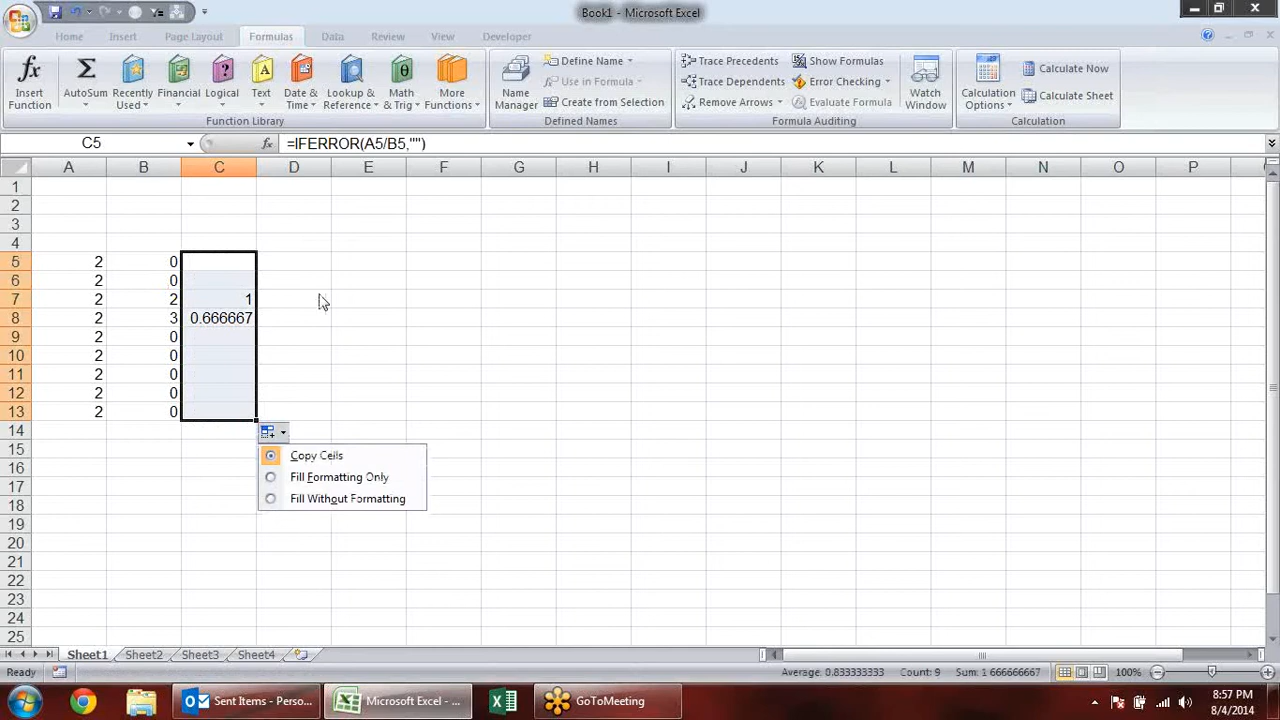 Book1 - Microsoft Excel
Home Insert Page Layout Formulas Data Review View Developer
Insert Function
AutoSum
Recently Used
Financial
Logical
Text
Date & Time
Lookup & Reference
Math & Trig
More Functions
Function Library
Name Manager
Define Name
Use in Formula
Create from Selection
Defined Names
Trace Precedents
Trace Dependents
Remove Arrows
Show Formulas
Error Checking
Evaluate Formula
Formula Auditing
Watch Window
Calculation Options
Calculate Now
Calculate Sheet
Calculation
C5 fx =IFERROR(A5/B5,"")
A B C D E F G H I J K L M N O P
1
2
3
4
5 2 0
6 2 0
7 2 2 1
8 2 3 0.666667
9 2 0
10 2 0
11 2 0
12 2 0
13 2 0
14
15
16
17
18
19
20
21
22
23
24
25
Copy Cells
Fill Formatting Only
Fill Without Formatting
Sheet1 Sheet2 Sheet3 Sheet4
Ready Average: 0.833333333 Count: 9 Sum: 1.666666667 100%
Sent Items - Perso... Microsoft Excel - ... GoToMeeting
8:57 PM
8/4/2014